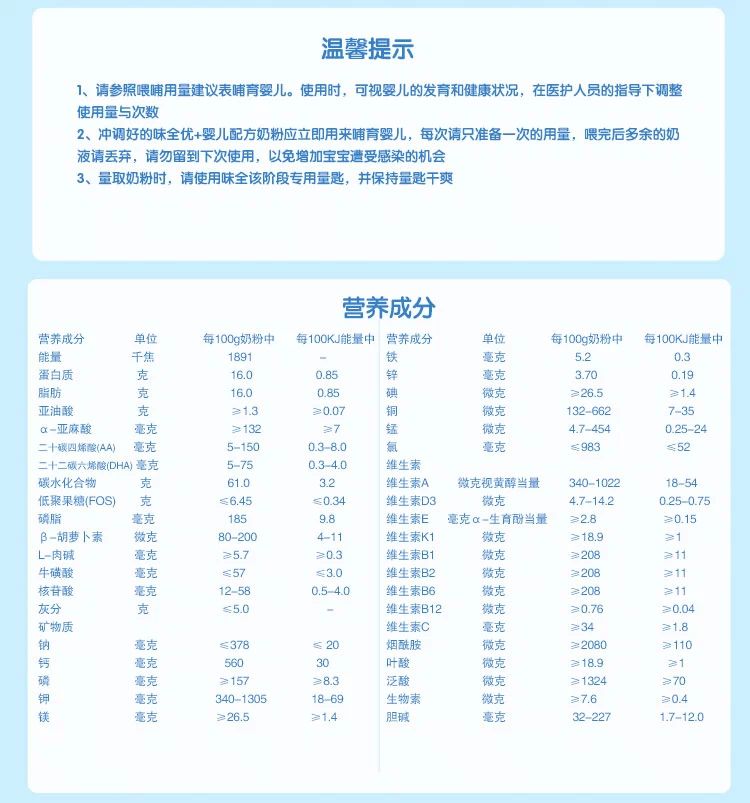 温馨提示
1、请参照喂哺用量建议表哺育婴儿。使用时，可视婴儿的发育和健康状况，在医护人员的指导下调整
使用量与次数
2、冲调好的味全优+婴儿配方奶粉应立即用来哺育婴儿，每次请只准备一次的用量，喂完后多余的奶
液请丢弃，请勿留到下次使用，以免增加宝宝遭受感染的机会
3、量取奶粉时，请使用味全该阶段专用量匙，并保持量匙干爽
营养成分
营养成分 单位 每100g奶粉中 每100KJ能量中
能量 千焦 1891 –
蛋白质 克 16.0 0.85
脂肪 克 16.0 0.85
亚油酸 克 ≥1.3 ≥0.07
α-亚麻酸 毫克 ≥132 ≥7
二十碳四烯酸(AA) 毫克 5-150 0.3-8.0
二十二碳六烯酸(DHA) 毫克 5-75 0.3-4.0
碳水化合物 克 61.0 3.2
低聚果糖(FOS) 克 ≤6.45 ≤0.34
磷脂 毫克 185 9.8
β-胡萝卜素 微克 80-200 4-11
L-肉碱 毫克 ≥5.7 ≥0.3
牛磺酸 毫克 ≤57 ≤3.0
核苷酸 毫克 12-58 0.5-4.0
灰分 克 ≤5.0 –
矿物质
钠 毫克 ≤378 ≤ 20
钙 毫克 560 30
磷 毫克 ≥157 ≥8.3
钾 毫克 340-1305 18-69
镁 毫克 ≥26.5 ≥1.4
营养成分 单位 每100g奶粉中 每100KJ能量中
铁 毫克 5.2 0.3
锌 毫克 3.70 0.19
碘 微克 ≥26.5 ≥1.4
铜 微克 132-662 7-35
锰 微克 4.7-454 0.25-24
氯 毫克 ≤983 ≤52
维生素
维生素A 微克视黄醇当量 340-1022 18-54
维生素D3 微克 4.7-14.2 0.25-0.75
维生素E 毫克α-生育酚当量 ≥2.8 ≥0.15
维生素K1 微克 ≥18.9 ≥1
维生素B1 微克 ≥208 ≥11
维生素B2 微克 ≥208 ≥11
维生素B6 微克 ≥208 ≥11
维生素B12 微克 ≥0.76 ≥0.04
维生素C 毫克 ≥34 ≥1.8
烟酰胺 微克 ≥2080 ≥110
叶酸 微克 ≥18.9 ≥1
泛酸 微克 ≥1324 ≥70
生物素 微克 ≥7.6 ≥0.4
胆碱 毫克 32-227 1.7-12.0